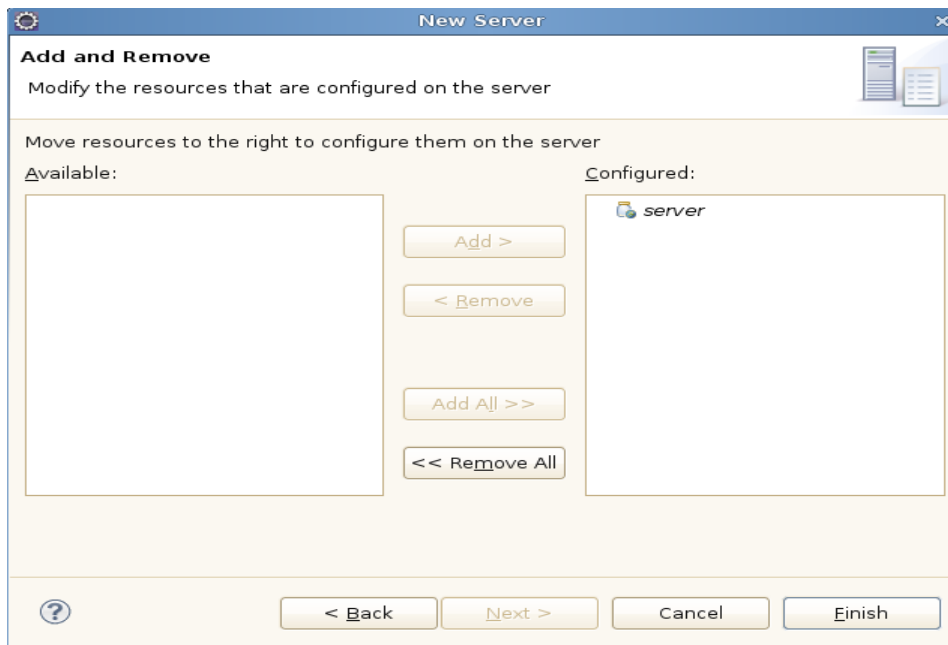 New Server
Add and Remove
Modify the resources that are configured on the server
Move resources to the right to configure them on the server
Available:
Configured:
server
Add >
< Remove
Add All >>
<< Remove All
?
< Back
Next >
Cancel
Finish